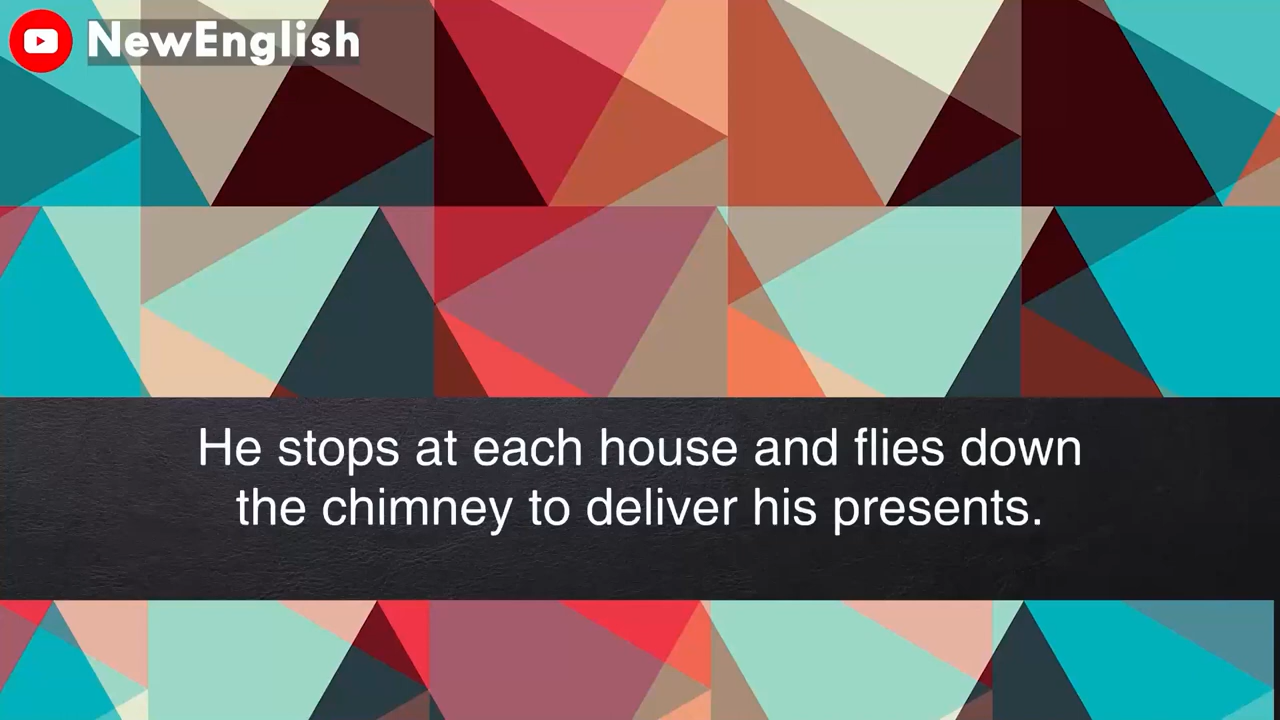 NewEnglish
He stops at each house and flies down
the chimney to deliver his presents.